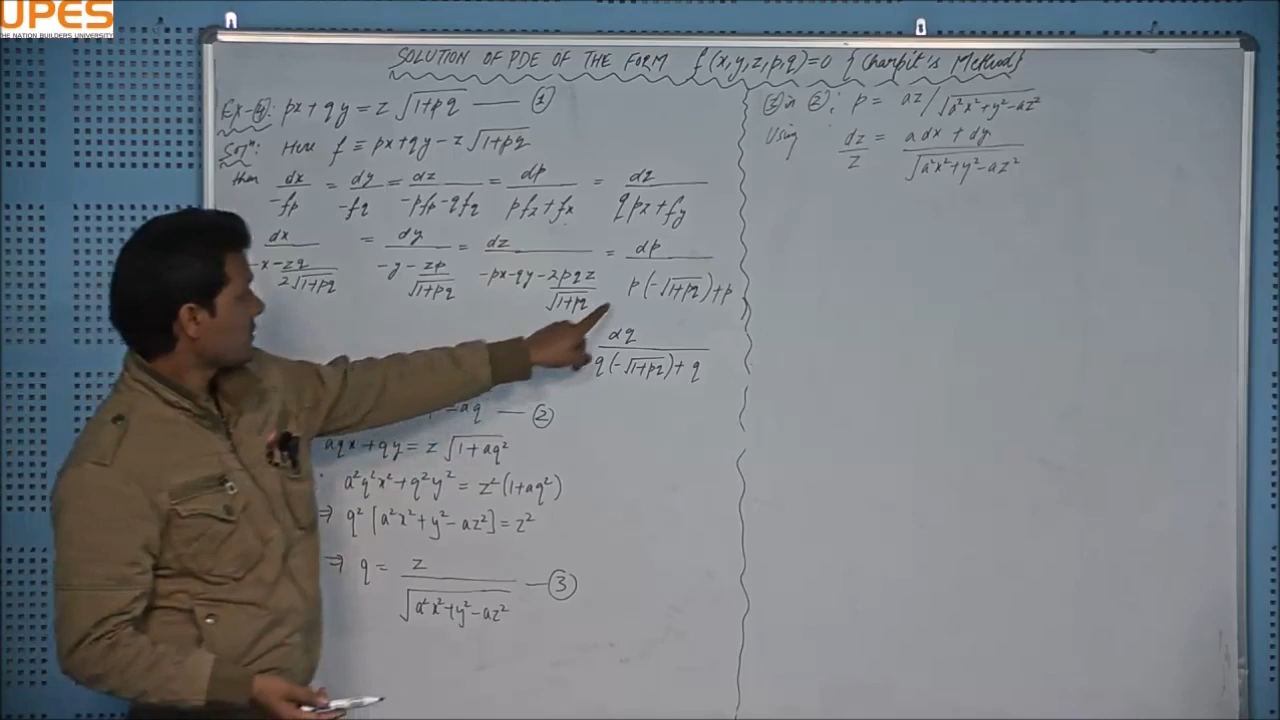 UPES
THE NATION BUILDERS UNIVERSITY
SOLUTION OF PDE OF THE FORM f(x,y,z,p,q)=0 {Charpit's Method}
Ex-④: px+qy = z √(1+pq) — ①
Solⁿ: Here f ≡ px+qy−z√(1+pq)
then dx/−fp = dy/−fq = dz/−pfp−qfq = dp/pfz+fx = dz/qpz+fy
dx/−x−zq/2√(1+pq) = dy/−y−zp/√(1+pq) = dz/−px−qy−2pqz/√(1+pq) = dp/p(−√(1+pq))+p
dq/q(−√(1+pq))+q
=aq — ②
aqx+qy = z √(1+aq²)
a²q²x²+q²y² = z²(1+aq²)
⇒ q² [a²x²+y²−az²] = z²
⇒ q = z/√(a²x²+y²−az²) — ③
③ in ②; p = az/√(a²x²+y²−az²)
Using dz/z = adx+dy/√(a²x²+y²−az²)